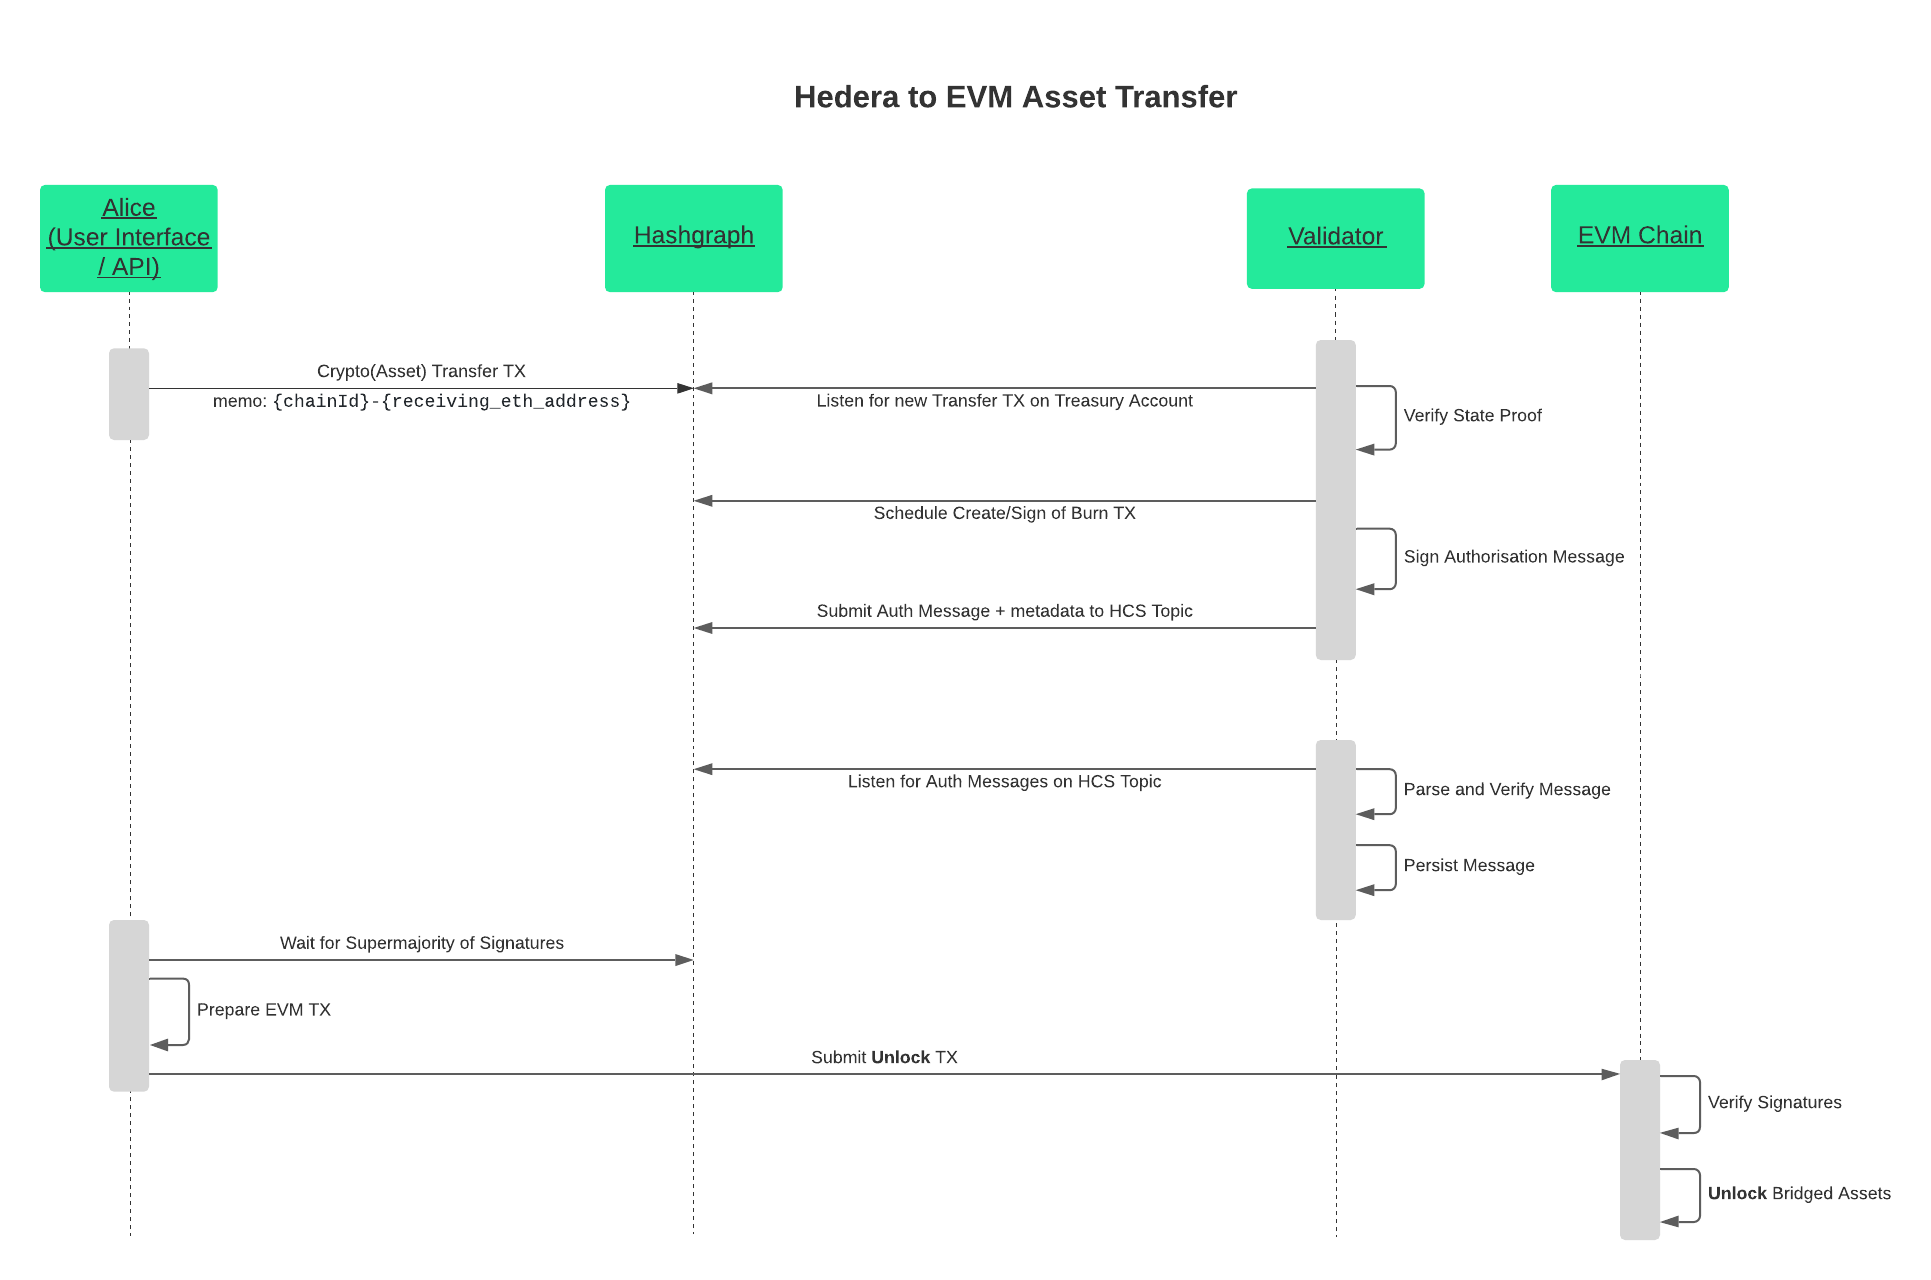 Hedera to EVM Asset Transfer
Alice
(User Interface
/ API)
Hashgraph
Validator
EVM Chain
Crypto(Asset) Transfer TX
memo: {chainId}-{receiving_eth_address}
Listen for new Transfer TX on Treasury Account
Verify State Proof
Schedule Create/Sign of Burn TX
Sign Authorisation Message
Submit Auth Message + metadata to HCS Topic
Listen for Auth Messages on HCS Topic
Parse and Verify Message
Persist Message
Wait for Supermajority of Signatures
Prepare EVM TX
Submit Unlock TX
Verify Signatures
Unlock Bridged Assets